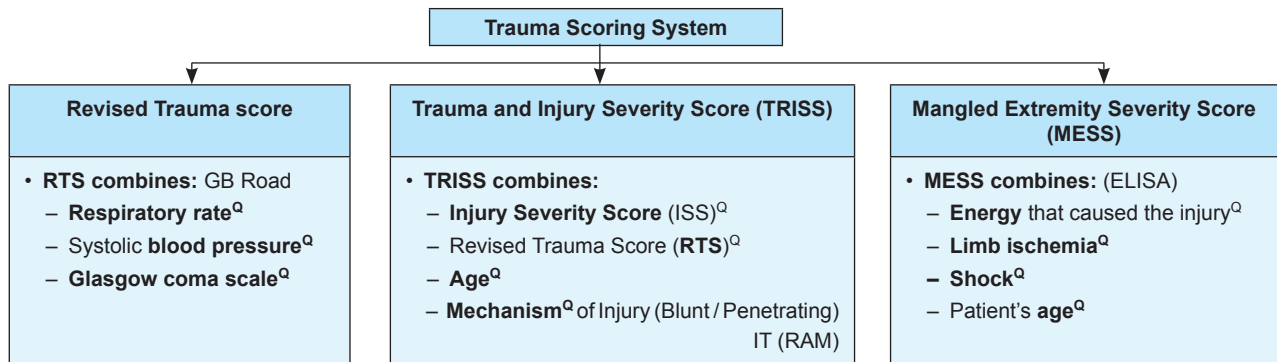 Trauma Scoring System
Revised Trauma score
• RTS combines: GB Road
– Respiratory rateQ
– Systolic blood pressureQ
– Glasgow coma scaleQ
Trauma and Injury Severity Score (TRISS)
• TRISS combines:
– Injury Severity Score (ISS)Q
– Revised Trauma Score (RTS)Q
– AgeQ
– MechanismQ of Injury (Blunt / Penetrating)
IT (RAM)
Mangled Extremity Severity Score
(MESS)
• MESS combines: (ELISA)
– Energy that caused the injuryQ
– Limb ischemiaQ
– ShockQ
– Patient's ageQ